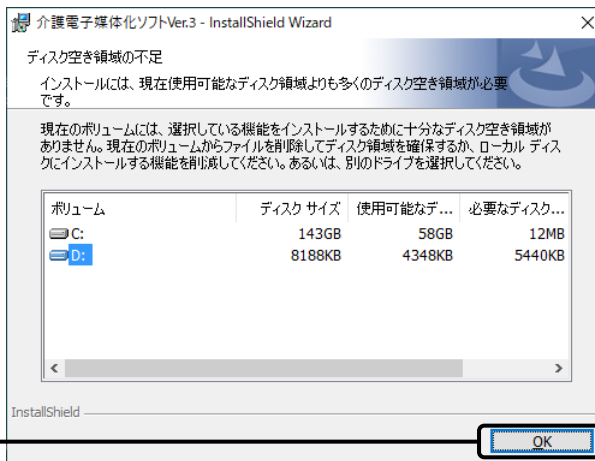 介護電子媒体化ソフトVer.3 - InstallShield Wizard
ディスク空き領域の不足
インストールには、現在使用可能なディスク領域よりも多くのディスク空き領域が必要
です。
現在のボリュームには、選択している機能をインストールするために十分なディスク空き領域が
ありません。現在のボリュームからファイルを削除してディスク領域を確保するか、ローカル ディス
クにインストールする機能を削減してください。あるいは、別のドライブを選択してください。
ボリューム ディスク サイズ 使用可能なデ... 必要なディスク...
C: 143GB 58GB 12MB
D: 8188KB 4348KB 5440KB
InstallShield
OK